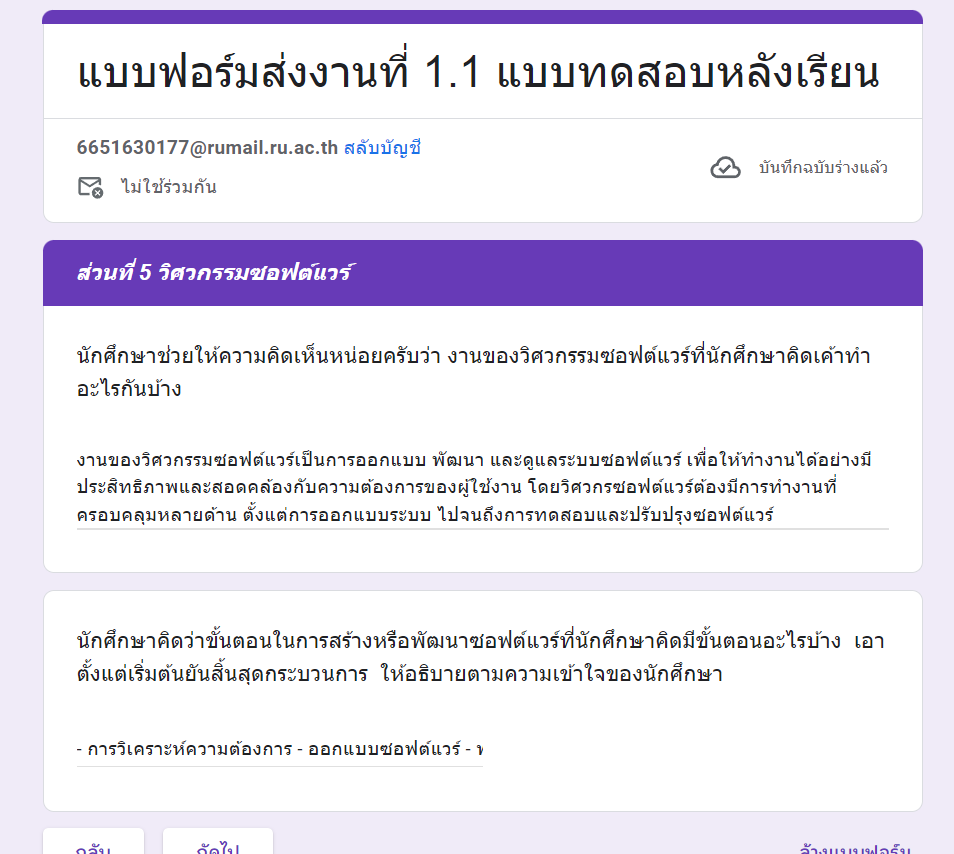 แบบฟอร์มส่งงานที่ 1.1 แบบทดสอบหลังเรียน
6651630177@rumail.ru.ac.th สลับบัญชี
ไม่ใช้ร่วมกัน
บันทึกฉบับร่างแล้ว
ส่วนที่ 5 วิศวกรรมซอฟต์แวร์
นักศึกษาช่วยให้ความคิดเห็นหน่อยครับว่า งานของวิศวกรรมซอฟต์แวร์ที่นักศึกษาคิดเค้าทำ
อะไรกันบ้าง
งานของวิศวกรรมซอฟต์แวร์เป็นการออกแบบ พัฒนา และดูแลระบบซอฟต์แวร์ เพื่อให้ทำงานได้อย่างมี
ประสิทธิภาพและสอดคล้องกับความต้องการของผู้ใช้งาน โดยวิศวกรซอฟต์แวร์ต้องมีการทำงานที่
ครอบคลุมหลายด้าน ตั้งแต่การออกแบบระบบ ไปจนถึงการทดสอบและปรับปรุงซอฟต์แวร์
นักศึกษาคิดว่าขั้นตอนในการสร้างหรือพัฒนาซอฟต์แวร์ที่นักศึกษาคิดมีขั้นตอนอะไรบ้าง เอา
ตั้งแต่เริ่มต้นยันสิ้นสุดกระบวนการ ให้อธิบายตามความเข้าใจของนักศึกษา
- การวิเคราะห์ความต้องการ - ออกแบบซอฟต์แวร์ -
กลับ
ถัดไป
ล้างแบบฟอร์ม